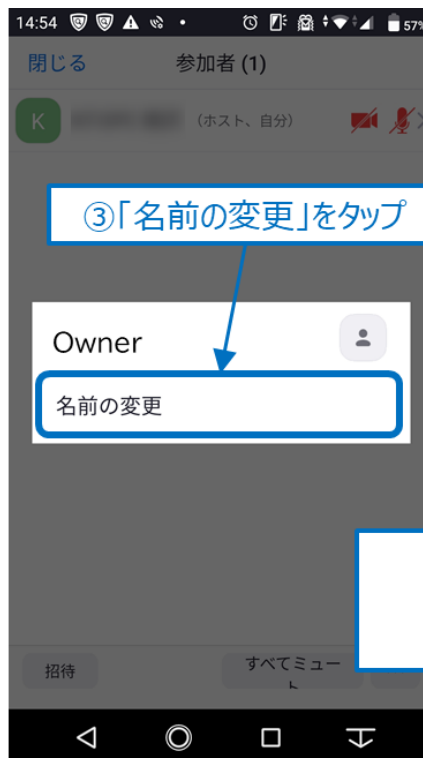 14:54
57%
閉じる
参加者 (1)
K
(ホスト、自分)
③「名前の変更」をタップ
Owner
名前の変更
招待
すべてミュート